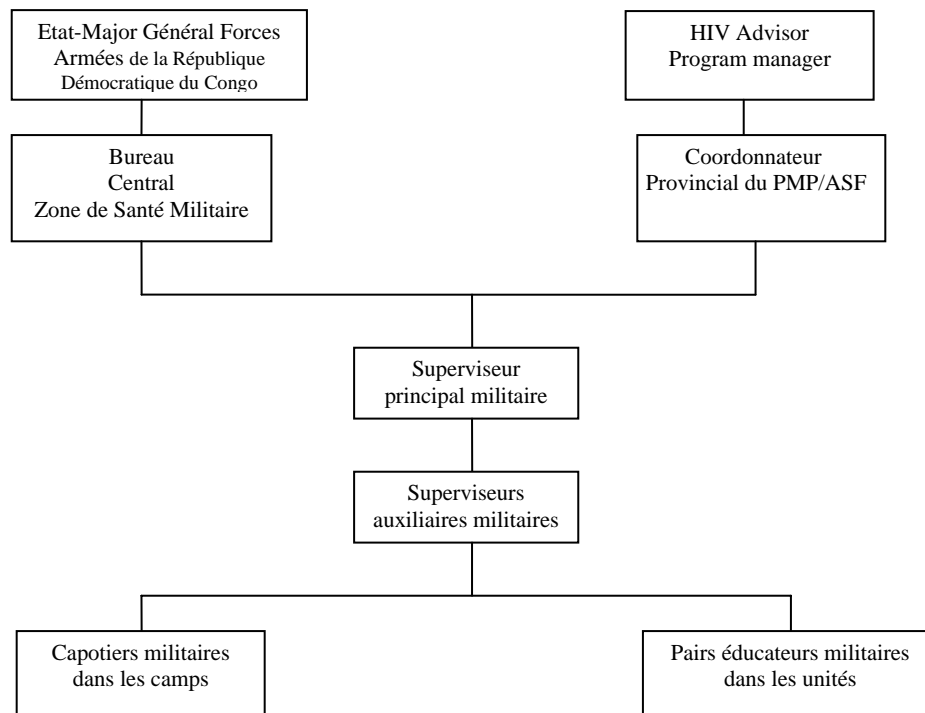 Etat-Major Général Forces
Armées de la République
Démocratique du Congo
HIV Advisor
Program manager
Bureau
Central
Zone de Santé Militaire
Coordonnateur
Provincial du PMP/ASF
Superviseur
principal militaire
Superviseurs
auxiliaires militaires
Capotiers militaires
dans les camps
Pairs éducateurs militaires
dans les unités